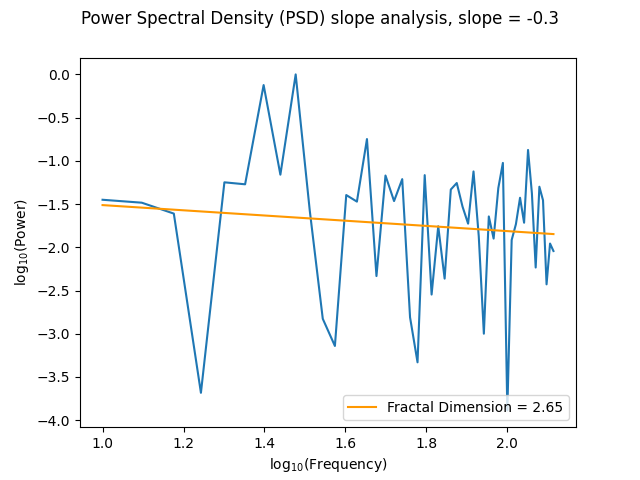 Power Spectral Density (PSD) slope analysis, slope = -0.3
0.0
−0.5
−1.0
−1.5
−2.0
−2.5
−3.0
−3.5
−4.0
log₁₀(Power)
Fractal Dimension = 2.65
1.0 1.2 1.4 1.6 1.8 2.0
log₁₀(Frequency)